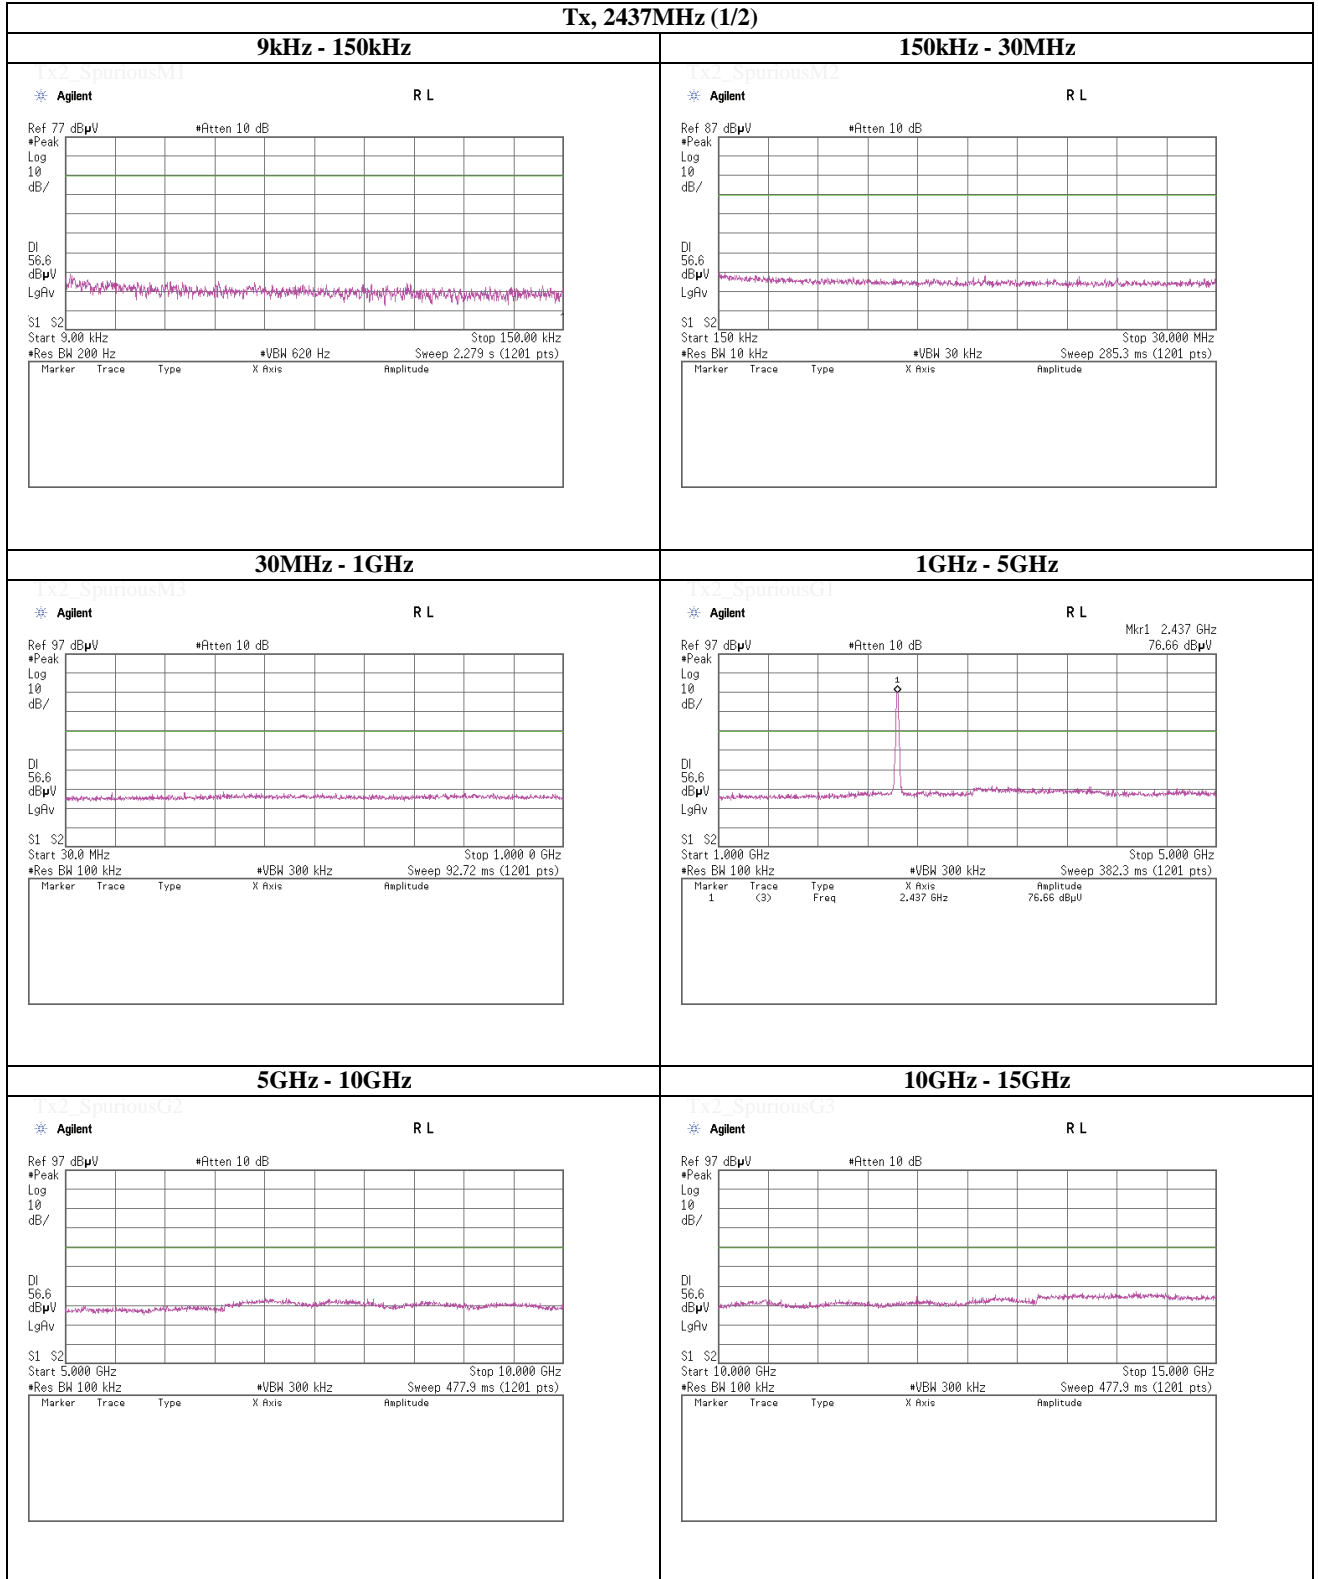 Tx, 2437MHz (1/2)
9kHz - 150kHz
Tx2_SpuriousM1
Agilent R L
Ref 77 dBµV #Atten 10 dB
#Peak
Log
10
dB/
DI
56.6
dBµV
LgAv
S1 S2
Start 9.00 kHz Stop 150.00 kHz
#Res BW 200 Hz #VBW 620 Hz Sweep 2.279 s (1201 pts)
Marker Trace Type X Axis Amplitude
150kHz - 30MHz
Tx2_SpuriousM2
Agilent R L
Ref 87 dBµV #Atten 10 dB
#Peak
Log
10
dB/
DI
56.6
dBµV
LgAv
S1 S2
Start 150 kHz Stop 30.000 MHz
#Res BW 10 kHz #VBW 30 kHz Sweep 285.3 ms (1201 pts)
Marker Trace Type X Axis Amplitude
30MHz - 1GHz
Tx2_SpuriousM3
Agilent R L
Ref 97 dBµV #Atten 10 dB
#Peak
Log
10
dB/
DI
56.6
dBµV
LgAv
S1 S2
Start 30.0 MHz Stop 1.000 0 GHz
#Res BW 100 kHz #VBW 300 kHz Sweep 92.72 ms (1201 pts)
Marker Trace Type X Axis Amplitude
1GHz - 5GHz
Tx2_SpuriousG1
Agilent R L
Mkr1 2.437 GHz
Ref 97 dBµV #Atten 10 dB 76.66 dBµV
#Peak
Log
10
dB/
1
DI
56.6
dBµV
LgAv
S1 S2
Start 1.000 GHz Stop 5.000 GHz
#Res BW 100 kHz #VBW 300 kHz Sweep 382.3 ms (1201 pts)
Marker Trace Type X Axis Amplitude
1 (3) Freq 2.437 GHz 76.66 dBµV
5GHz - 10GHz
Tx2_SpuriousG2
Agilent R L
Ref 97 dBµV #Atten 10 dB
#Peak
Log
10
dB/
DI
56.6
dBµV
LgAv
S1 S2
Start 5.000 GHz Stop 10.000 GHz
#Res BW 100 kHz #VBW 300 kHz Sweep 477.9 ms (1201 pts)
Marker Trace Type X Axis Amplitude
10GHz - 15GHz
Tx2_SpuriousG3
Agilent R L
Ref 97 dBµV #Atten 10 dB
#Peak
Log
10
dB/
DI
56.6
dBµV
LgAv
S1 S2
Start 10.000 GHz Stop 15.000 GHz
#Res BW 100 kHz #VBW 300 kHz Sweep 477.9 ms (1201 pts)
Marker Trace Type X Axis Amplitude